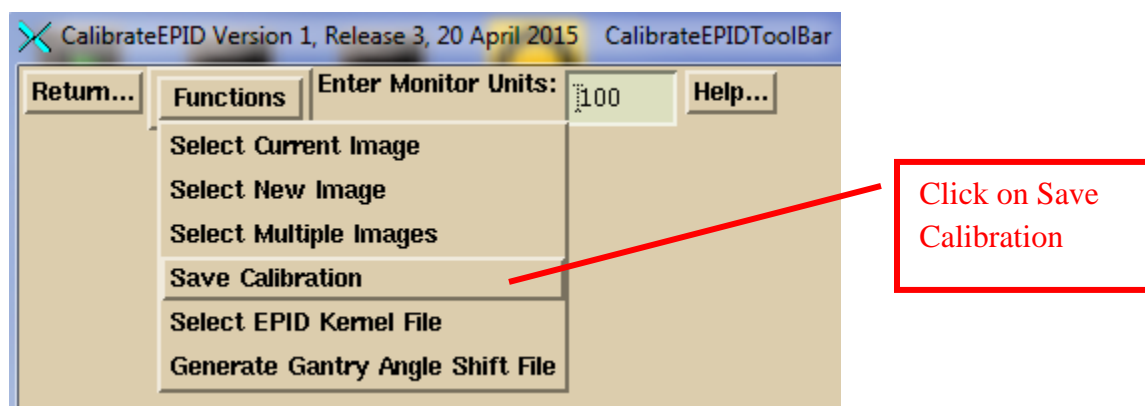 CalibrateEPID Version 1, Release 3, 20 April 2015 CalibrateEPIDToolBar
Return... Functions Enter Monitor Units: 100 Help...
Select Current Image
Select New Image
Select Multiple Images
Save Calibration
Select EPID Kernel File
Generate Gantry Angle Shift File
Click on Save
Calibration